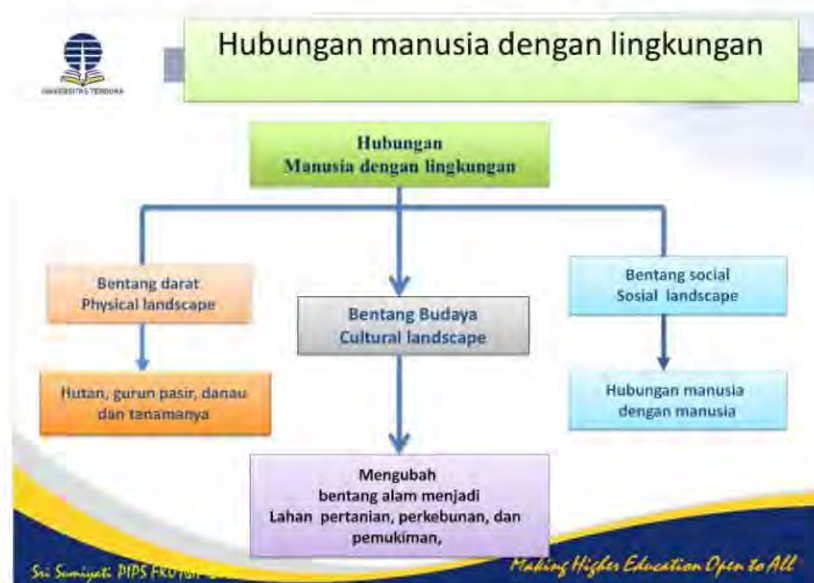 Hubungan manusia dengan lingkungan
UNIVERSITAS TERBUKA
Hubungan
Manusia dengan lingkungan
Bentang darat
Physical landscape
Bentang Budaya
Cultural landscape
Bentang social
Sosial landscape
Hutan, gurun pasir, danau
dan tanamanya
Hubungan manusia
dengan manusia
Mengubah
bentang alam menjadi
Lahan pertanian, perkebunan, dan
pemukiman,
Sri Sumiyati PIPS
Making Higher Education Open to All